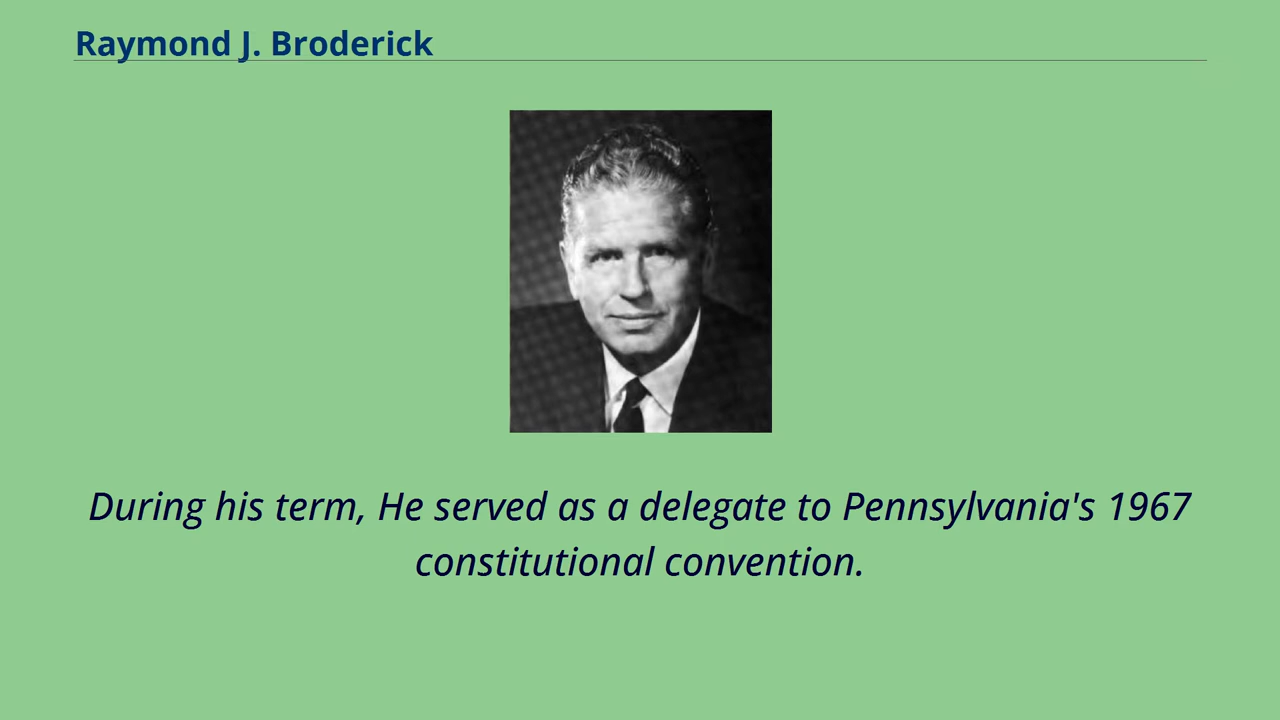 Raymond J. Broderick
During his term, He served as a delegate to Pennsylvania's 1967
constitutional convention.